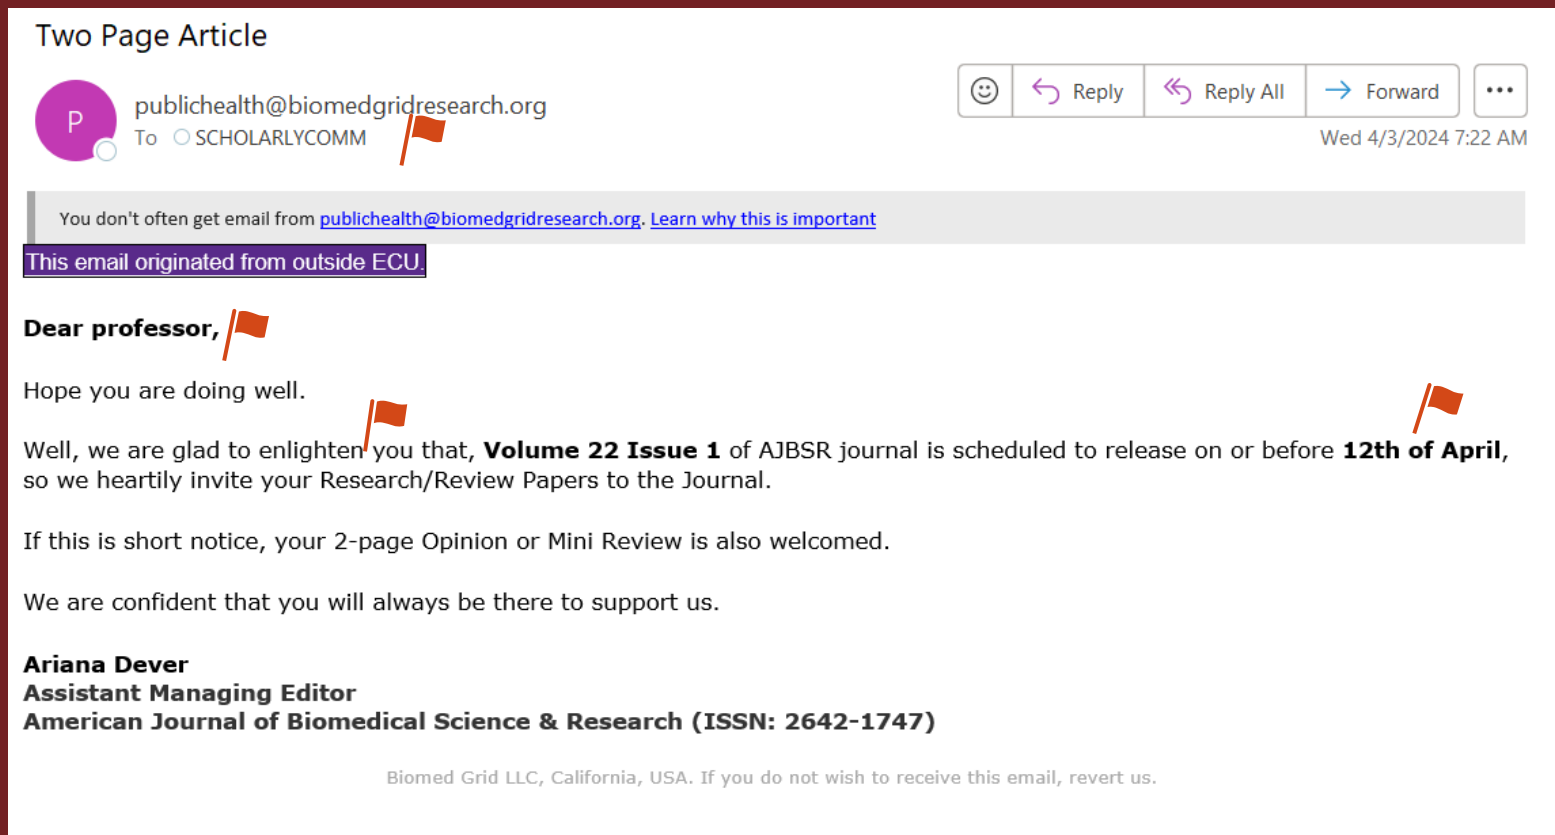 Two Page Article
P
publichealth@biomedgridresearch.org
To SCHOLARLYCOMM
Reply
Reply All
Forward
Wed 4/3/2024 7:22 AM
You don't often get email from publichealth@biomedgridresearch.org. Learn why this is important
This email originated from outside ECU.
Dear professor,
Hope you are doing well.
Well, we are glad to enlighten you that, Volume 22 Issue 1 of AJBSR journal is scheduled to release on or before 12th of April,
so we heartily invite your Research/Review Papers to the Journal.
If this is short notice, your 2-page Opinion or Mini Review is also welcomed.
We are confident that you will always be there to support us.
Ariana Dever
Assistant Managing Editor
American Journal of Biomedical Science & Research (ISSN: 2642-1747)
Biomed Grid LLC, California, USA. If you do not wish to receive this email, revert us.